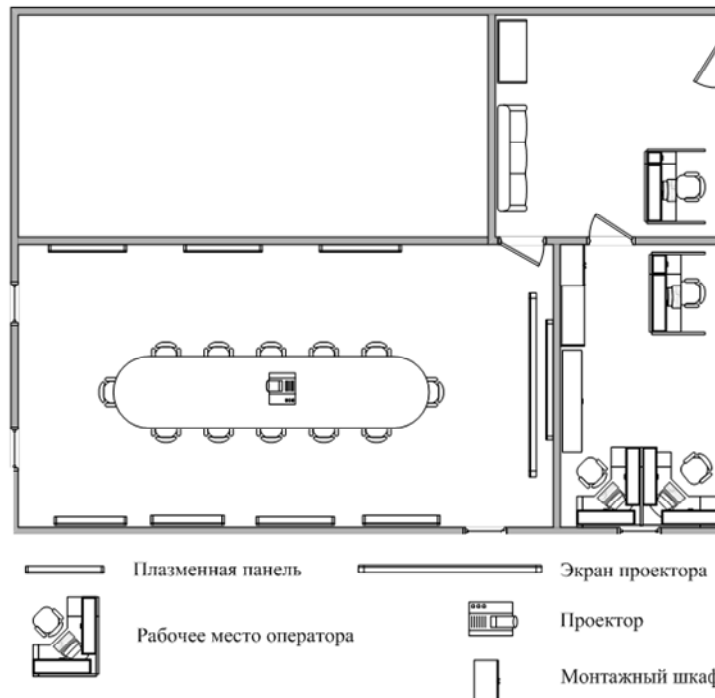 Плазменная панель
Экран проектора
Рабочее место оператора
Проектор
Монтажный шкаф